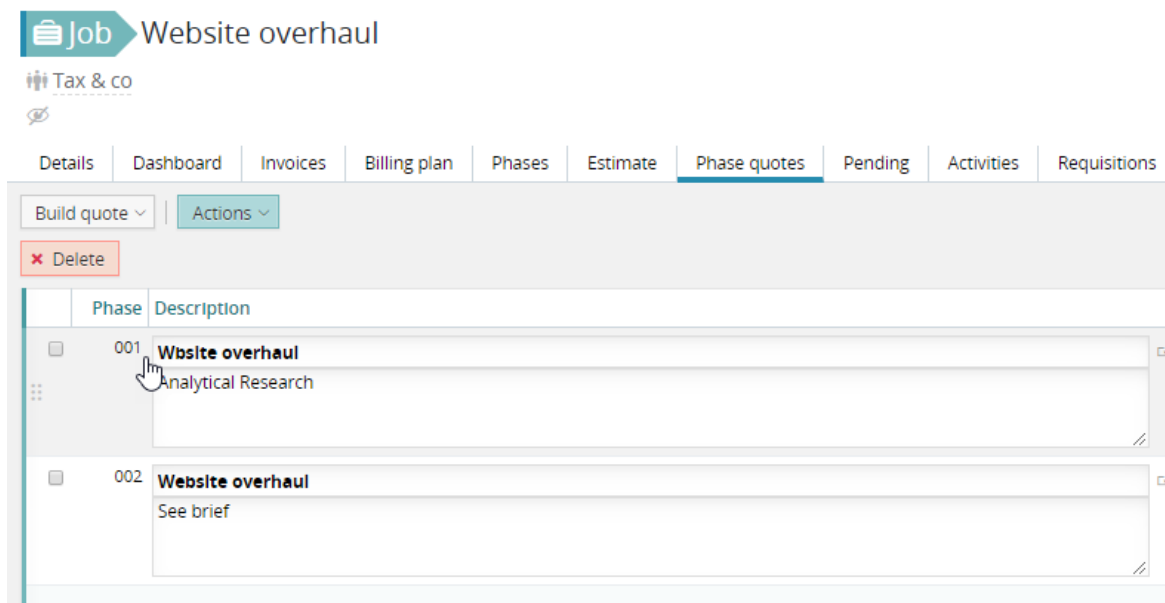 Job Website overhaul
Tax & co
Details Dashboard Invoices Billing plan Phases Estimate Phase quotes Pending Activities Requisitions
Build quote Actions
Delete
Phase Description
001 Wbsite overhaul
Analytical Research
002 Website overhaul
See brief